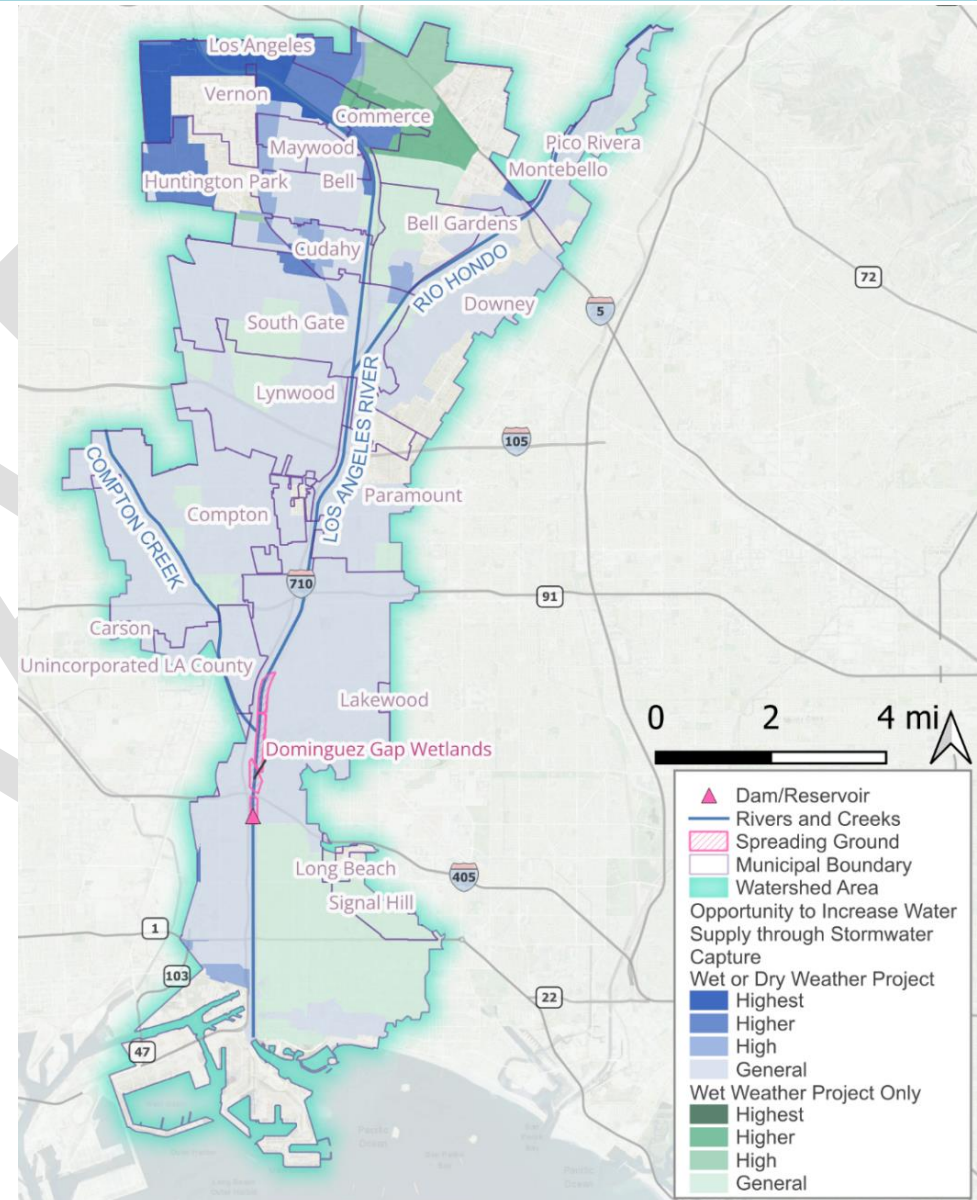 Los Angeles
Vernon
Commerce
Maywood
Pico Rivera
Montebello
Huntington Park
Bell
Bell Gardens
Cudahy
RIO HONDO
72
Downey
5
South Gate
Lynwood
LOS ANGELES RIVER
105
COMPTON CREEK
Paramount
Compton
710
91
Carson
Unincorporated LA County
Lakewood
0 2 4 mi
Dominguez Gap Wetlands
Long Beach
405
Signal Hill
1
103
22
47
Dam/Reservoir
Rivers and Creeks
Spreading Ground
Municipal Boundary
Watershed Area
Opportunity to Increase Water
Supply through Stormwater
Capture
Wet or Dry Weather Project
Highest
Higher
High
General
Wet Weather Project Only
Highest
Higher
High
General